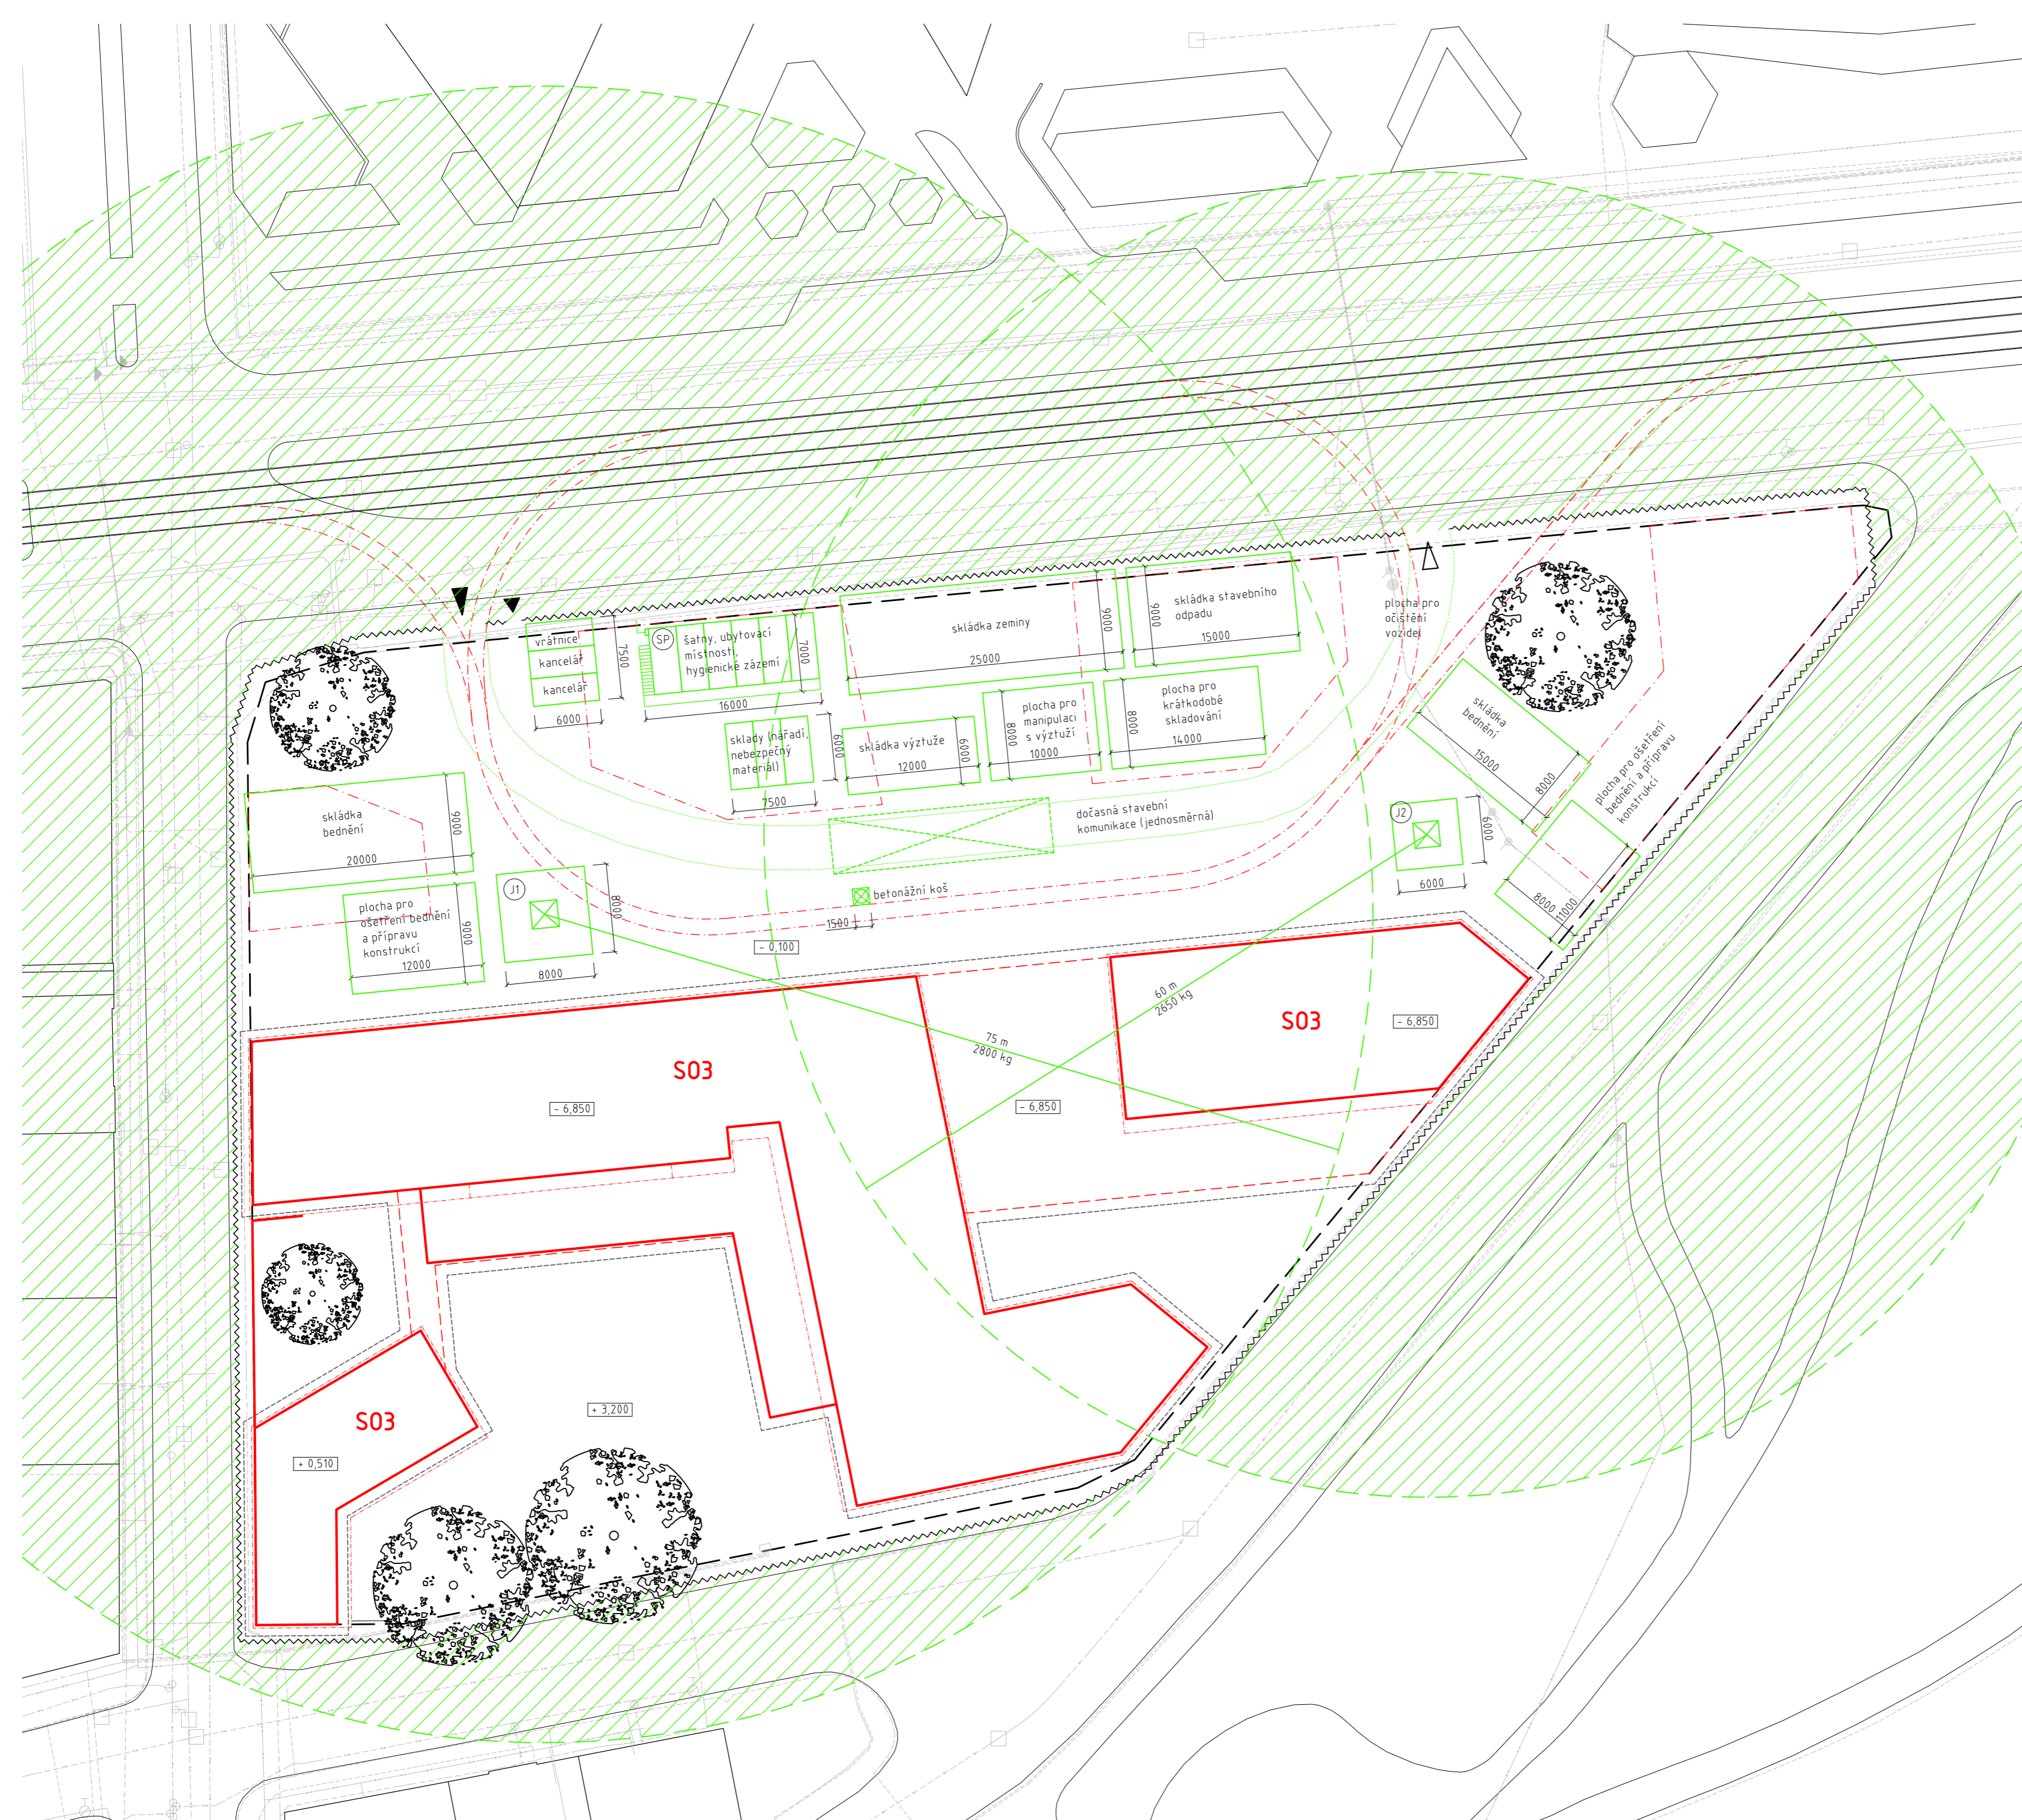 vrátnice
kancelář
kancelář
6000
7500
SP
šatny, ubytovací
místnosti,
hygienické zázemí
7000
16000
skládka zeminy
25000
9000
skládka stavebního
odpadu
9000
15000
plocha pro
očištění
vozidel
sklady (nářadí,
nebezpečný
materiál)
6000
7500
skládka výztuže
6000
12000
plocha pro
manipulaci
s výztuží
8000
10000
plocha pro
krátkodobé
skladování
8000
14000
skládka
bednění
15000
8000
plocha pro ošetření
bednění a přípravu
konstrukcí
8000
11000
skládka
bednění
9000
20000
plocha pro
ošetření bednění
a přípravu
konstrukcí
9000
12000
J1
8000
8000
dočasná stavební
komunikace (jednosměrná)
betonážní koš
1500
J2
6000
6000
- 0,100
60 m
2650 kg
75 m
2800 kg
SO3
- 6,850
SO3
- 6,850
- 6,850
SO3
+ 0,510
+ 3,200